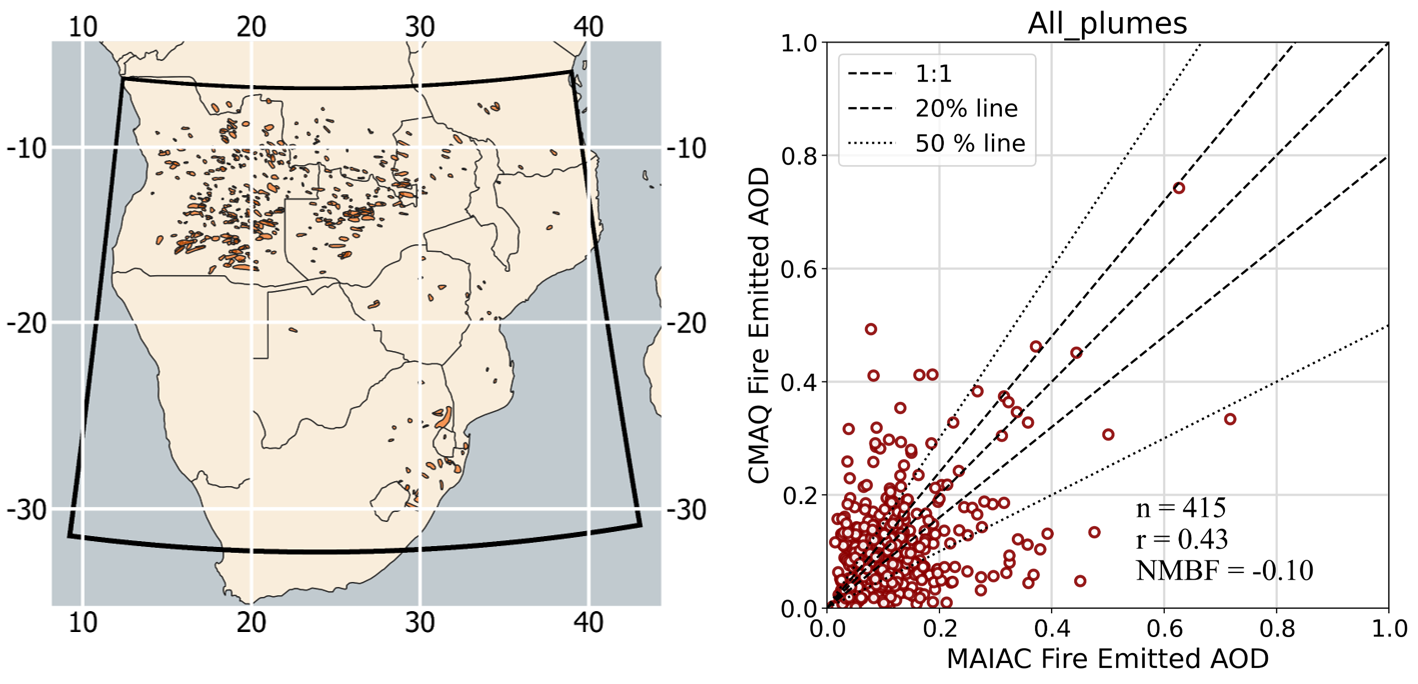 10 20 30 40
-10 -10
-20 -20
-30 -30
10 20 30 40
All_plumes
1:1
20% line
50 % line
CMAQ Fire Emitted AOD
1.0
0.8
0.6
0.4
0.2
0.0
n = 415
r = 0.43
NMBF = -0.10
0.0 0.2 0.4 0.6 0.8 1.0
MAIAC Fire Emitted AOD